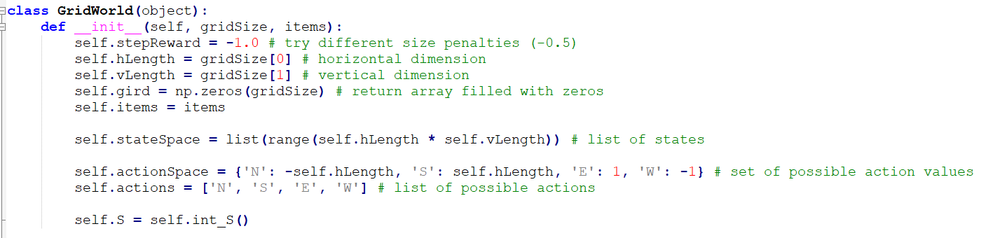 class GridWorld(object):
    def __init__(self, gridSize, items):
        self.stepReward = -1.0 # try different size penalties (-0.5)
        self.hLength = gridSize[0] # horizontal dimension
        self.vLength = gridSize[1] # vertical dimension
        self.gird = np.zeros(gridSize) # return array filled with zeros
        self.items = items

        self.stateSpace = list(range(self.hLength * self.vLength)) # list of states

        self.actionSpace = {'N': -self.hLength, 'S': self.hLength, 'E': 1, 'W': -1} # set of possible action values
        self.actions = ['N', 'S', 'E', 'W'] # list of possible actions

        self.S = self.int_S()